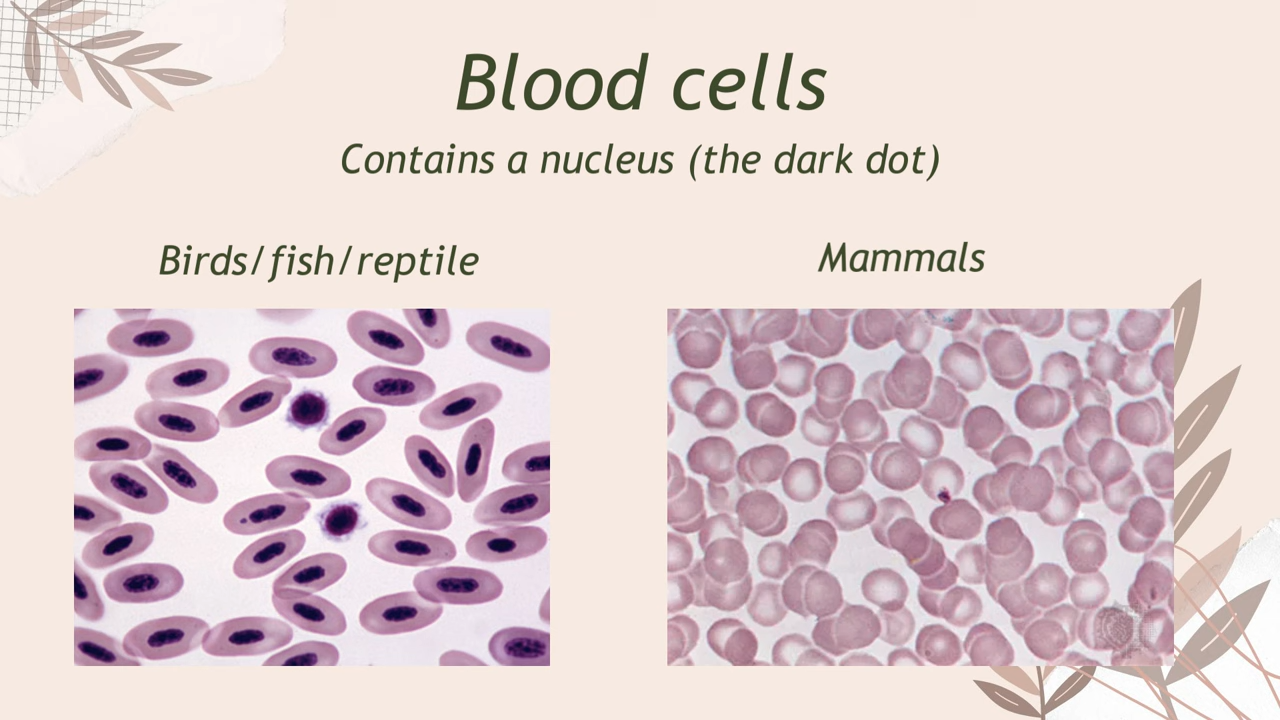 Blood cells
Contains a nucleus (the dark dot)
Birds/fish/reptile
Mammals